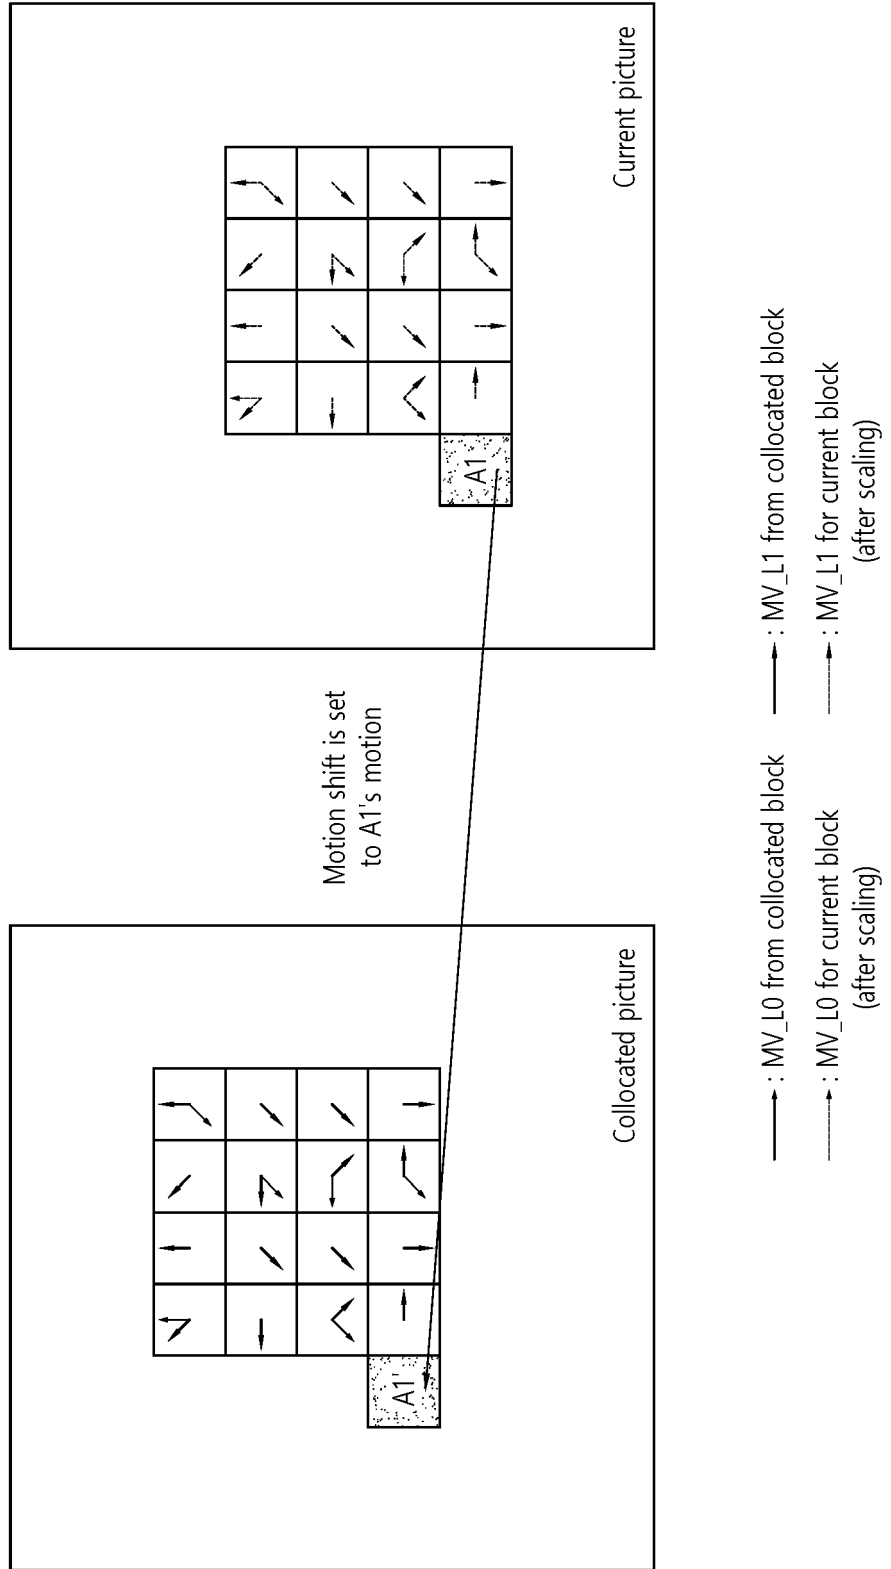 Motion shift is set
to A1's motion
A1'
A1
Collocated picture
Current picture
: MV_L0 from collocated block
: MV_L1 from collocated block
: MV_L0 for current block
(after scaling)
: MV_L1 for current block
(after scaling)